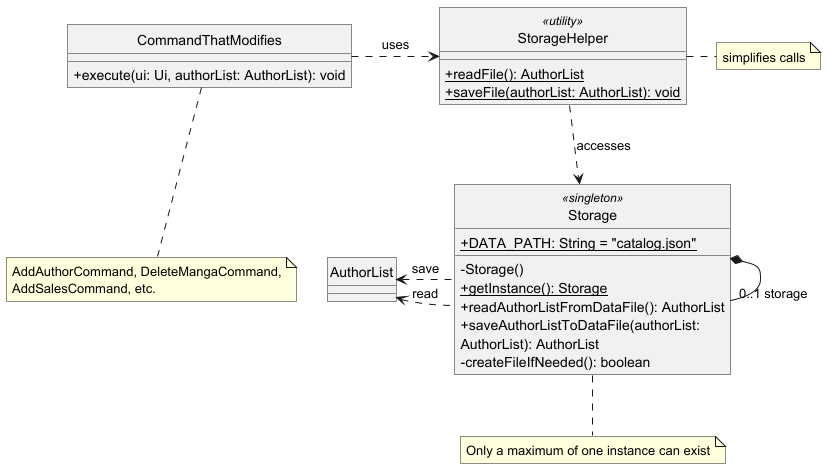 CommandThatModifies
+execute(ui: Ui, authorList: AuthorList): void
uses
«utility»
StorageHelper
+readFile(): AuthorList
+saveFile(authorList: AuthorList): void
simplifies calls
accesses
AddAuthorCommand, DeleteMangaCommand,
AddSalesCommand, etc.
AuthorList
save
read
«singleton»
Storage
+DATA_PATH: String = "catalog.json"
-Storage()
+getInstance(): Storage
+readAuthorListFromDataFile(): AuthorList
+saveAuthorListToDataFile(authorList:
AuthorList): AuthorList
-createFileIfNeeded(): boolean
0..1 storage
Only a maximum of one instance can exist